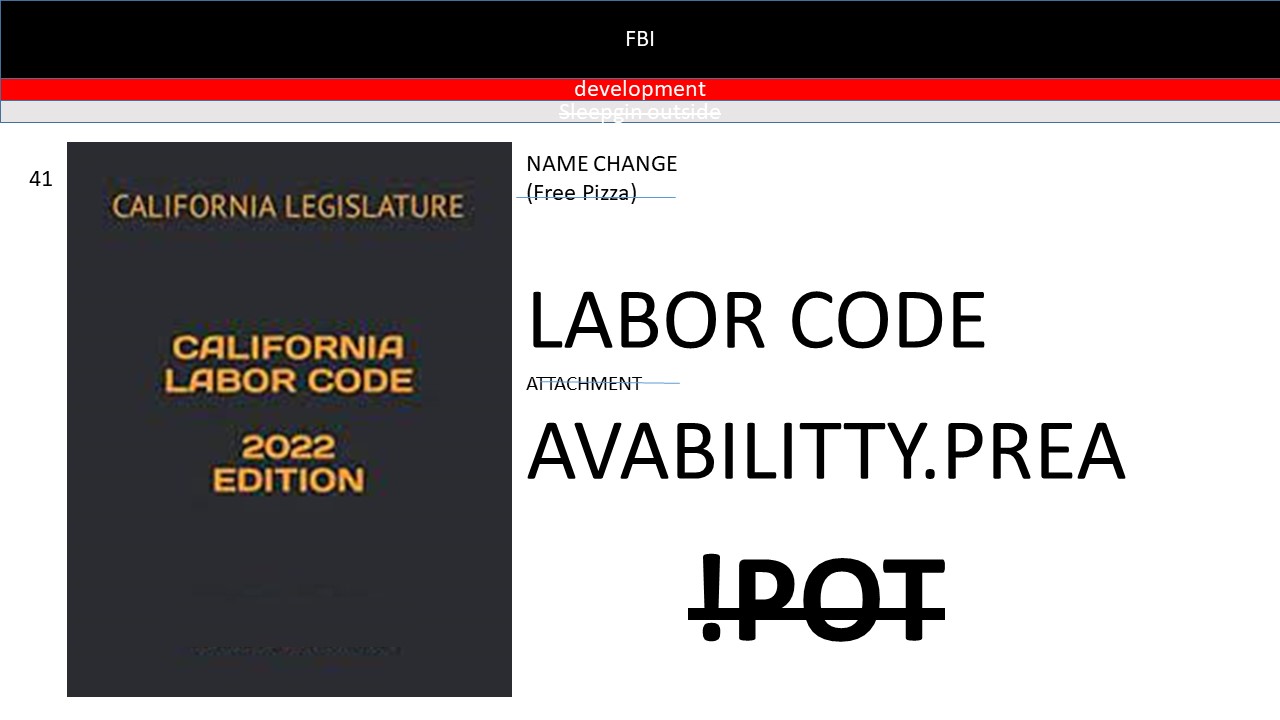 FBI
development
Sleepgin outside
41
CALIFORNIA LEGISLATURE
CALIFORNIA
LABOR CODE
2022
EDITION
NAME CHANGE
(Free Pizza)
LABOR CODE
ATTACHMENT
AVABILITTY.PREA
!POT